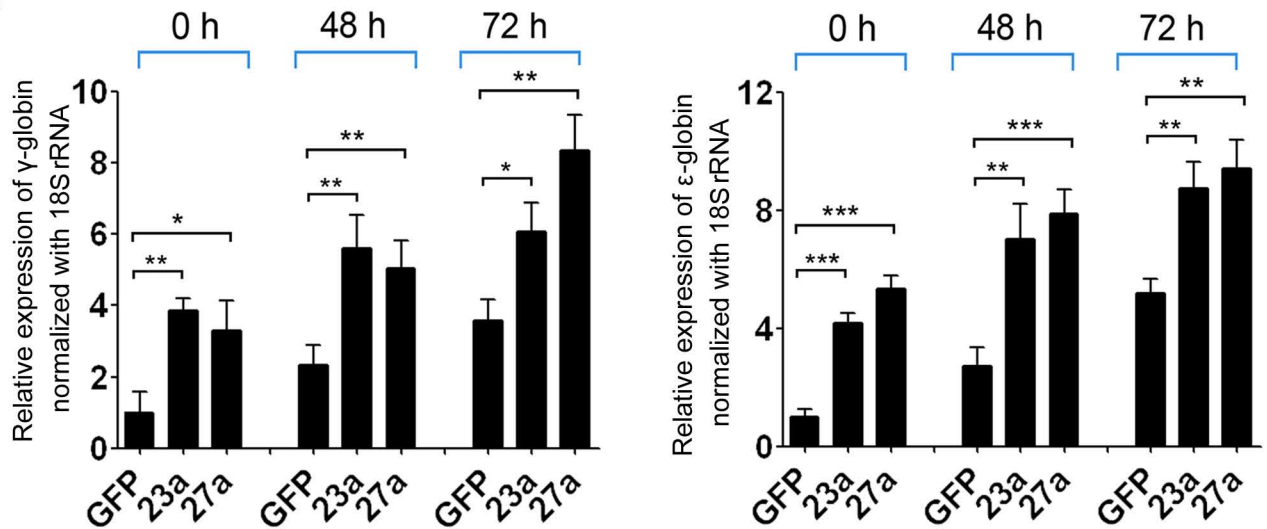 0 h 48 h 72 h
Relative expression of γ-globin
normalized with 18S rRNA
10
8
6
4
2
0
** * ** ** * **
GFP 23a 27a GFP 23a 27a GFP 23a 27a
0 h 48 h 72 h
Relative expression of ε-globin
normalized with 18S rRNA
12
8
4
0
*** *** ** *** ** **
GFP 23a 27a GFP 23a 27a GFP 23a 27a